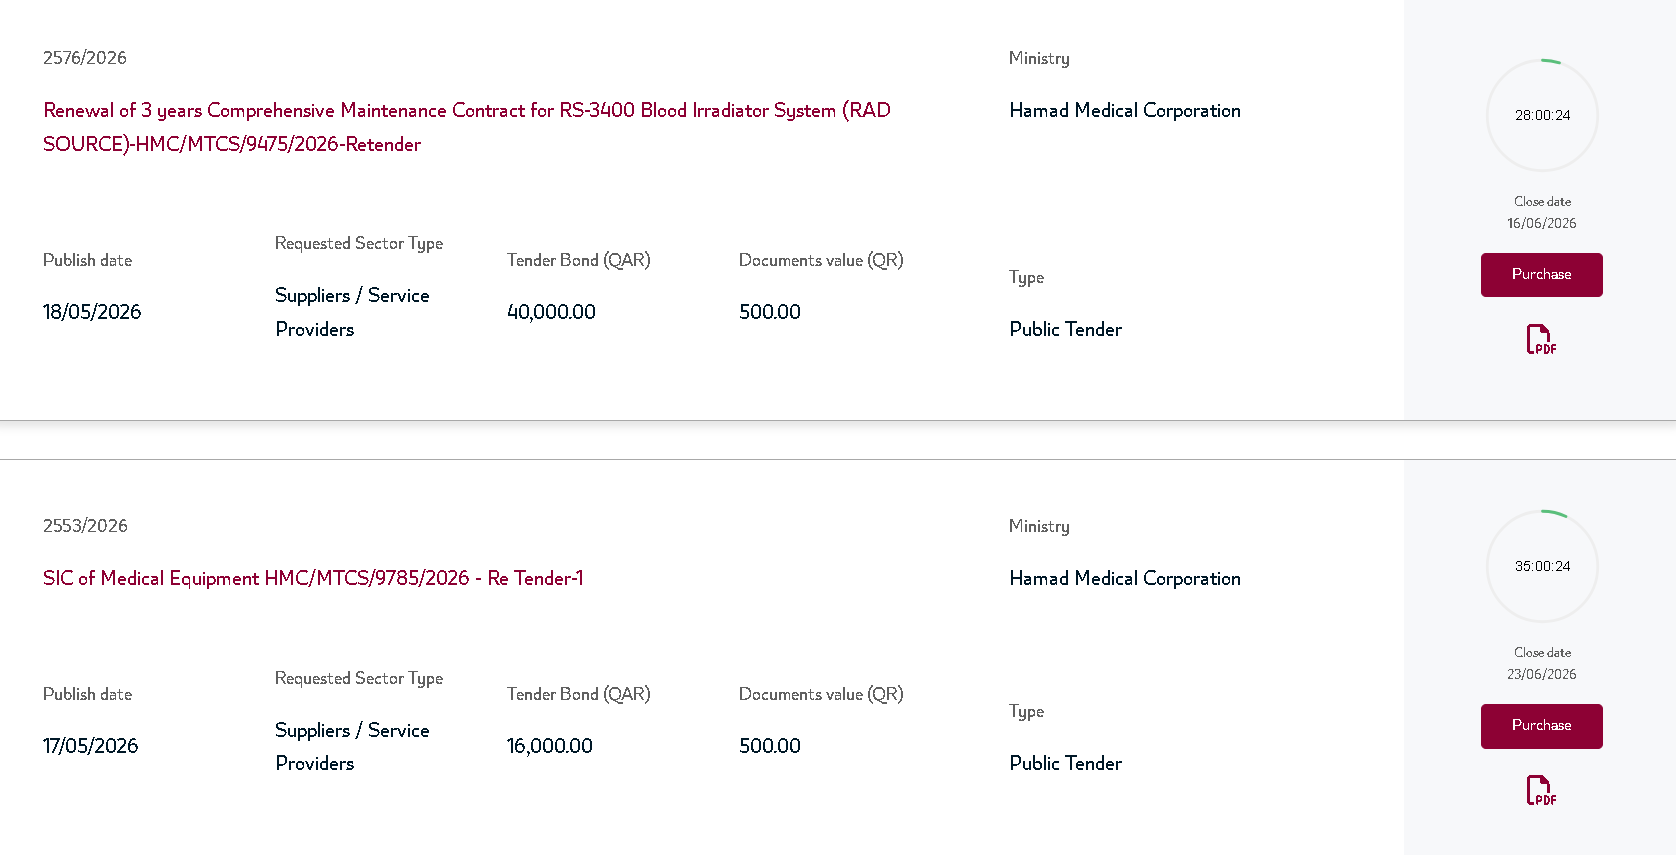 2576/2026
Renewal of 3 years Comprehensive Maintenance Contract for RS-3400 Blood Irradiator System (RAD
SOURCE)-HMC/MTCS/9475/2026-Retender
Ministry
Hamad Medical Corporation
Publish date
18/05/2026
Requested Sector Type
Suppliers / Service
Providers
Tender Bond (QAR)
40,000.00
Documents value (QR)
500.00
Type
Public Tender
28:00:24
Close date
16/06/2026
Purchase
PDF
2553/2026
SIC of Medical Equipment HMC/MTCS/9785/2026 - Re Tender-1
Ministry
Hamad Medical Corporation
Publish date
17/05/2026
Requested Sector Type
Suppliers / Service
Providers
Tender Bond (QAR)
16,000.00
Documents value (QR)
500.00
Type
Public Tender
35:00:24
Close date
23/06/2026
Purchase
PDF